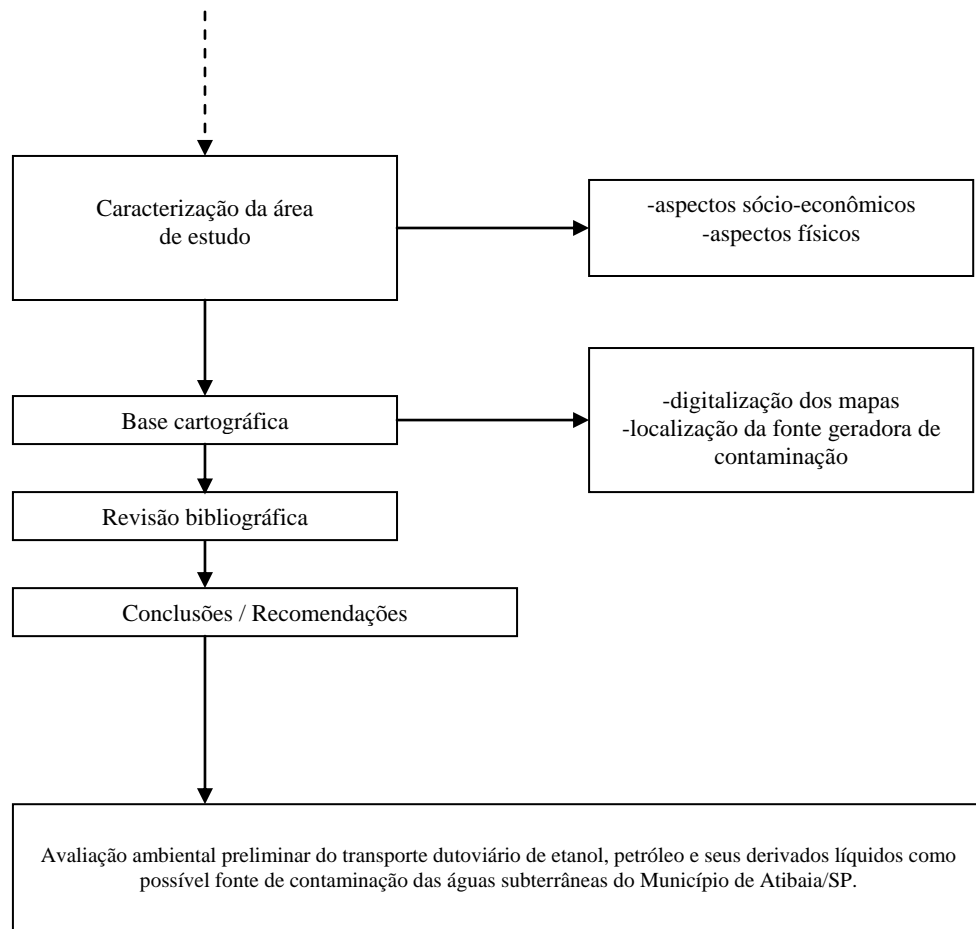 Caracterização da área
de estudo
-aspectos sócio-econômicos
-aspectos físicos
Base cartográfica
-digitalização dos mapas
-localização da fonte geradora de
contaminação
Revisão bibliográfica
Conclusões / Recomendações
Avaliação ambiental preliminar do transporte dutoviário de etanol, petróleo e seus derivados líquidos como
possível fonte de contaminação das águas subterrâneas do Município de Atibaia/SP.